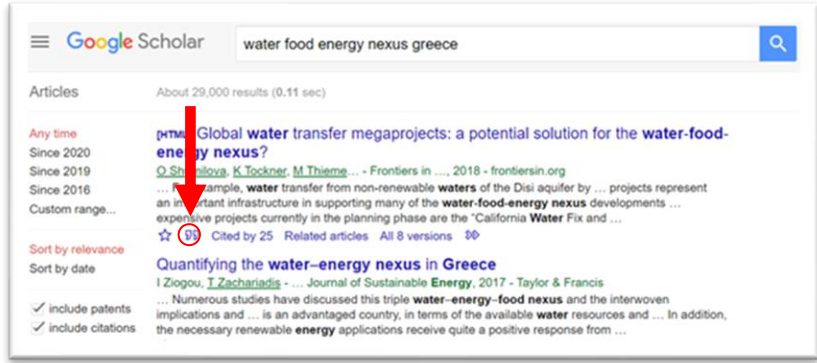 Google Scholar
water food energy nexus greece
Articles
About 29,000 results (0.11 sec)
Any time
Since 2020
Since 2019
Since 2016
Custom range...
Sort by relevance
Sort by date
include patents
include citations
[HTML Global water transfer megaprojects: a potential solution for the water-food-
energy nexus?
O Sh milova, K Tockner, M Thieme... - Frontiers in ..., 2018 - frontiersin.org
... F ample, water transfer from non-renewable waters of the Disi aquifer by ... projects represent
an important infrastructure in supporting many of the water-food-energy nexus developments ...
expensive projects currently in the planning phase are the "California Water Fix and ...
Cited by 25 Related articles All 8 versions
Quantifying the water–energy nexus in Greece
I Ziogou, T Zachariadis - ... Journal of Sustainable Energy, 2017 - Taylor & Francis
... Numerous studies have discussed this triple water–energy–food nexus and the interwoven
implications and ... is an advantaged country, in terms of the available water resources and ... In addition,
the necessary renewable energy applications receive quite a positive response from ...